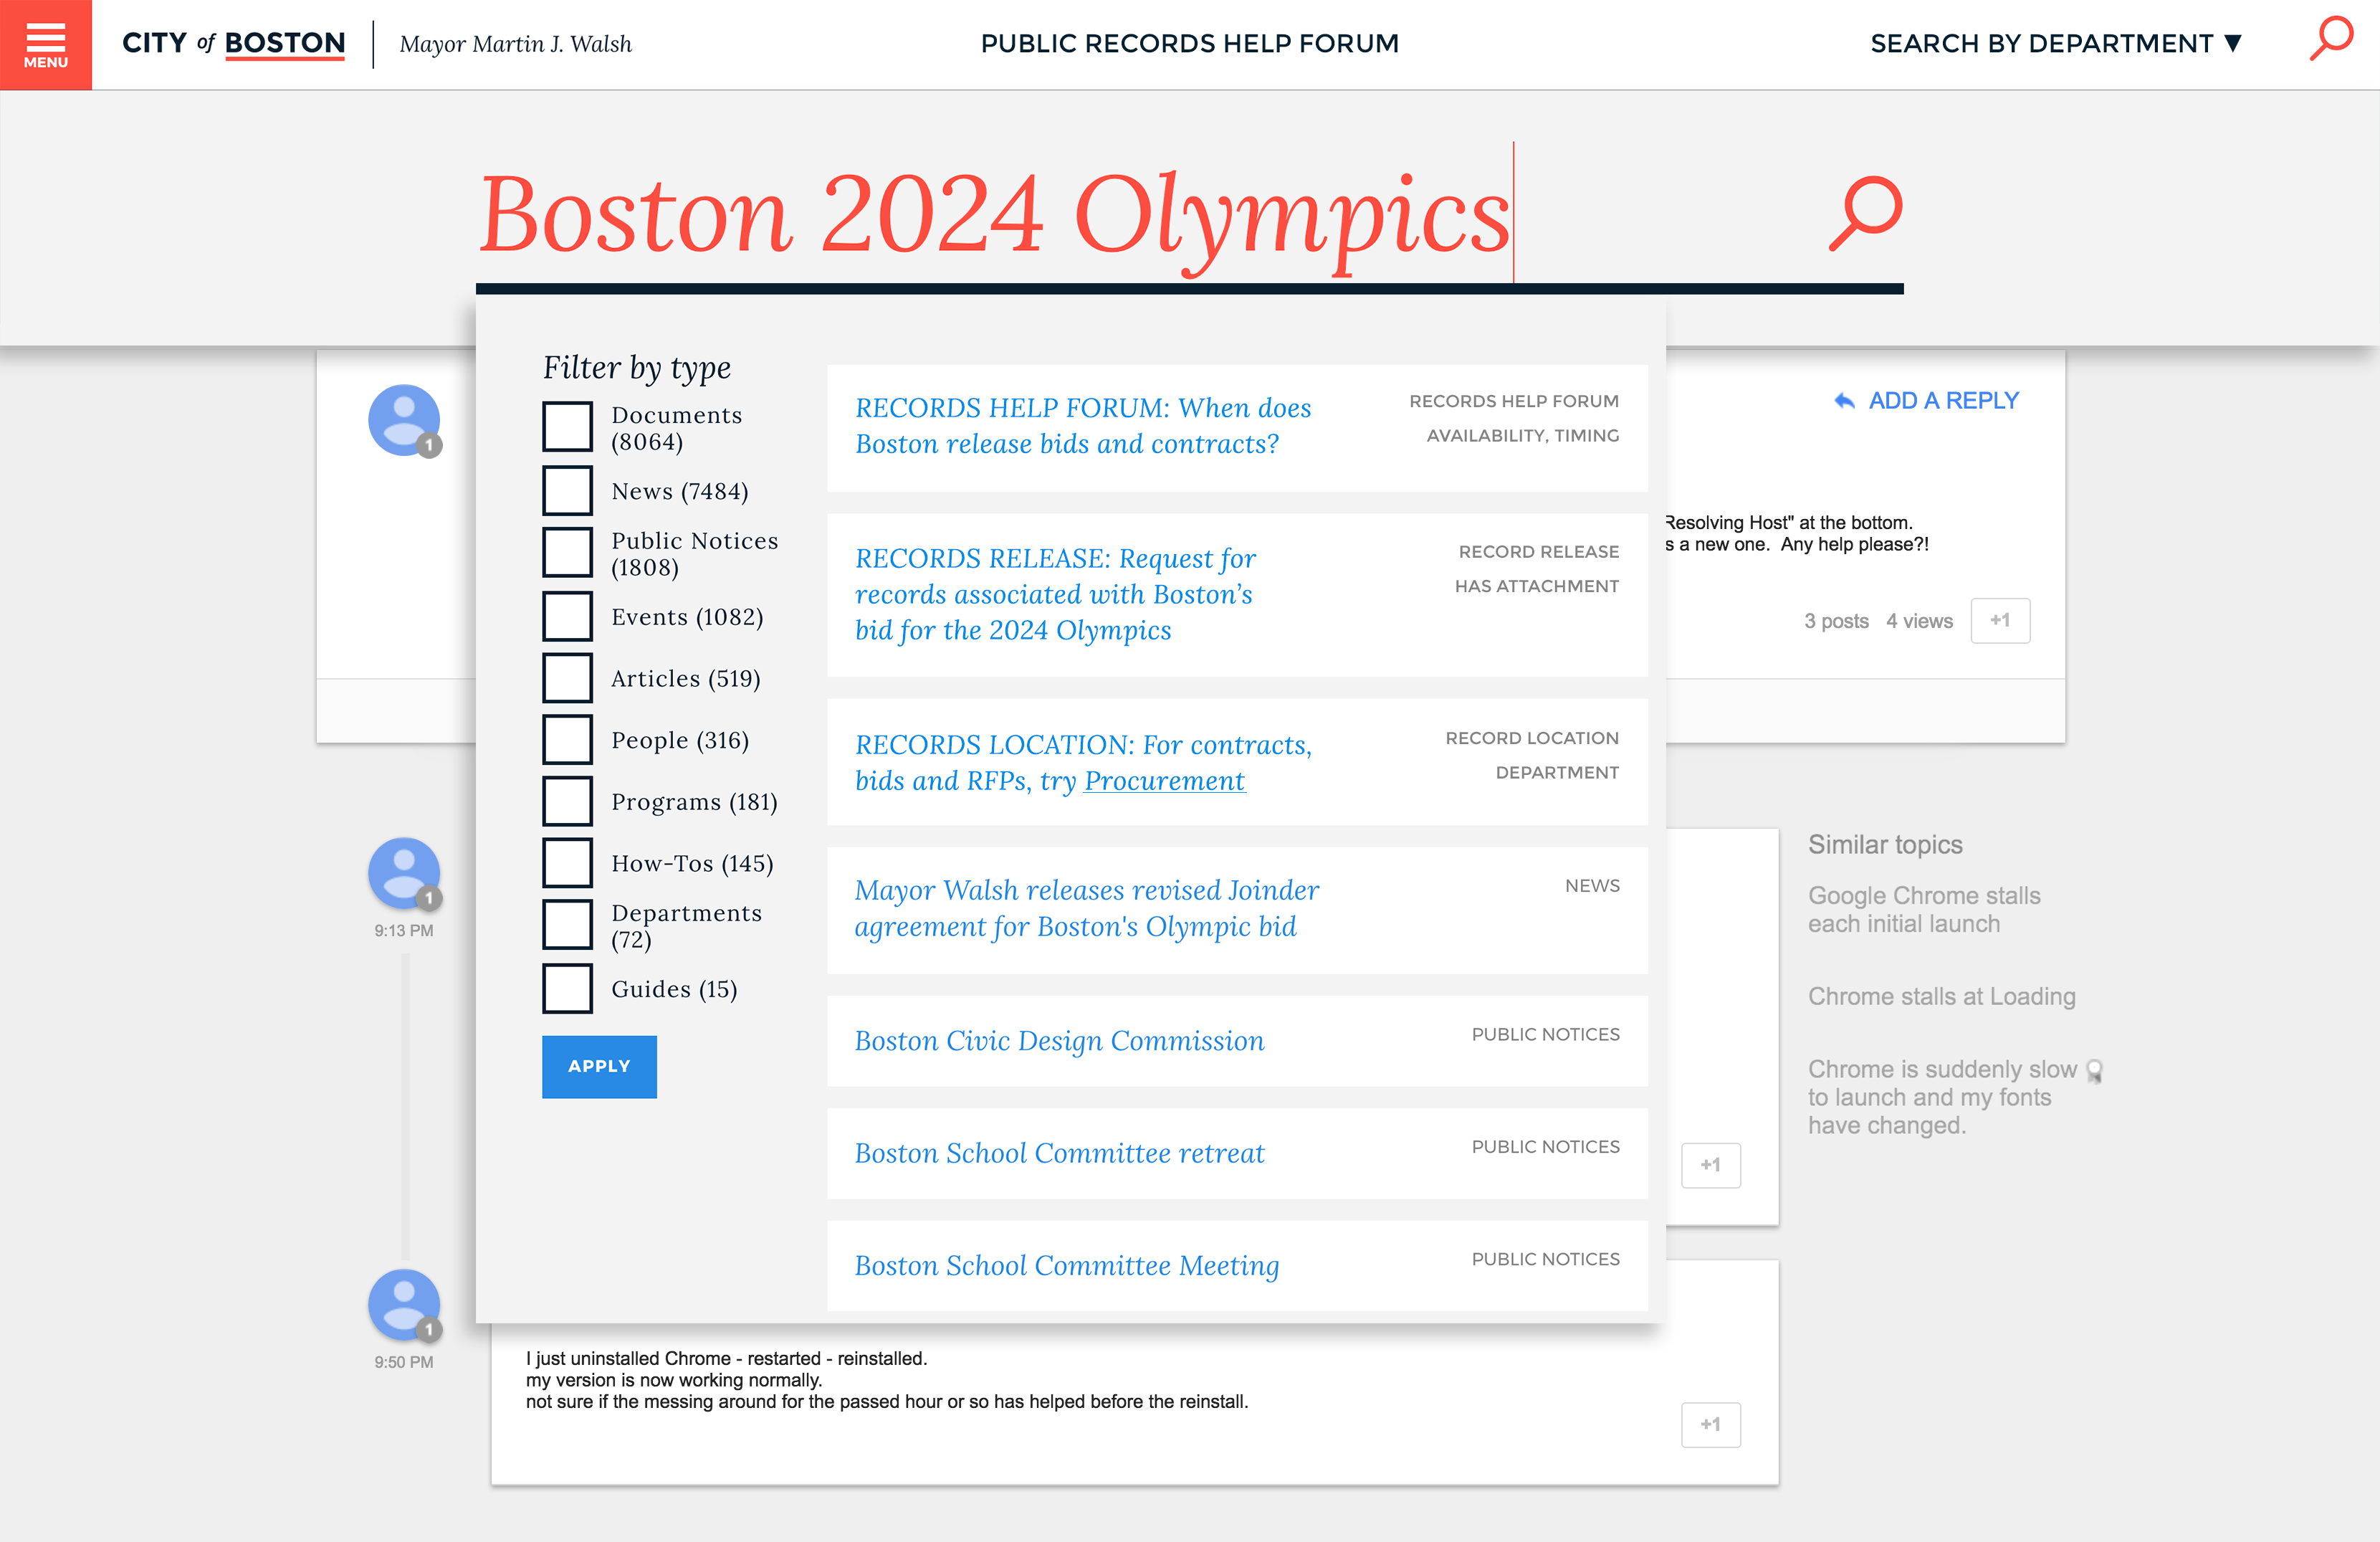 MENU
CITY of BOSTON
Mayor Martin J. Walsh
PUBLIC RECORDS HELP FORUM
SEARCH BY DEPARTMENT ▼
Boston 2024 Olympics
Filter by type
Documents
(8064)
News (7484)
Public Notices
(1808)
Events (1082)
Articles (519)
People (316)
Programs (181)
How-Tos (145)
Departments
(72)
Guides (15)
APPLY
RECORDS HELP FORUM: When does
Boston release bids and contracts?
RECORDS HELP FORUM
AVAILABILITY, TIMING
RECORDS RELEASE: Request for
records associated with Boston’s
bid for the 2024 Olympics
RECORD RELEASE
HAS ATTACHMENT
RECORDS LOCATION: For contracts,
bids and RFPs, try Procurement
RECORD LOCATION
DEPARTMENT
Mayor Walsh releases revised Joinder
agreement for Boston's Olympic bid
NEWS
Boston Civic Design Commission
PUBLIC NOTICES
Boston School Committee retreat
PUBLIC NOTICES
Boston School Committee Meeting
PUBLIC NOTICES
1
ADD A REPLY
Resolving Host" at the bottom.
s a new one. Any help please?!
3 posts 4 views +1
1
9:13 PM
+1
Similar topics
Google Chrome stalls
each initial launch
Chrome stalls at Loading
Chrome is suddenly slow
to launch and my fonts
have changed.
1
9:50 PM
I just uninstalled Chrome - restarted - reinstalled.
my version is now working normally.
not sure if the messing around for the passed hour or so has helped before the reinstall.
+1